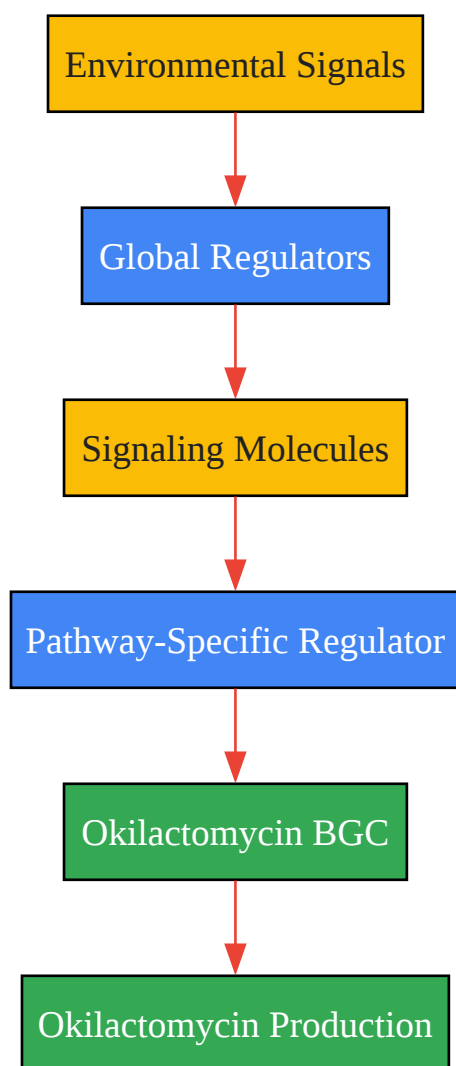 Environmental Signals
Global Regulators
Signaling Molecules
Pathway-Specific Regulator
Okilactomycin BGC
Okilactomycin Production